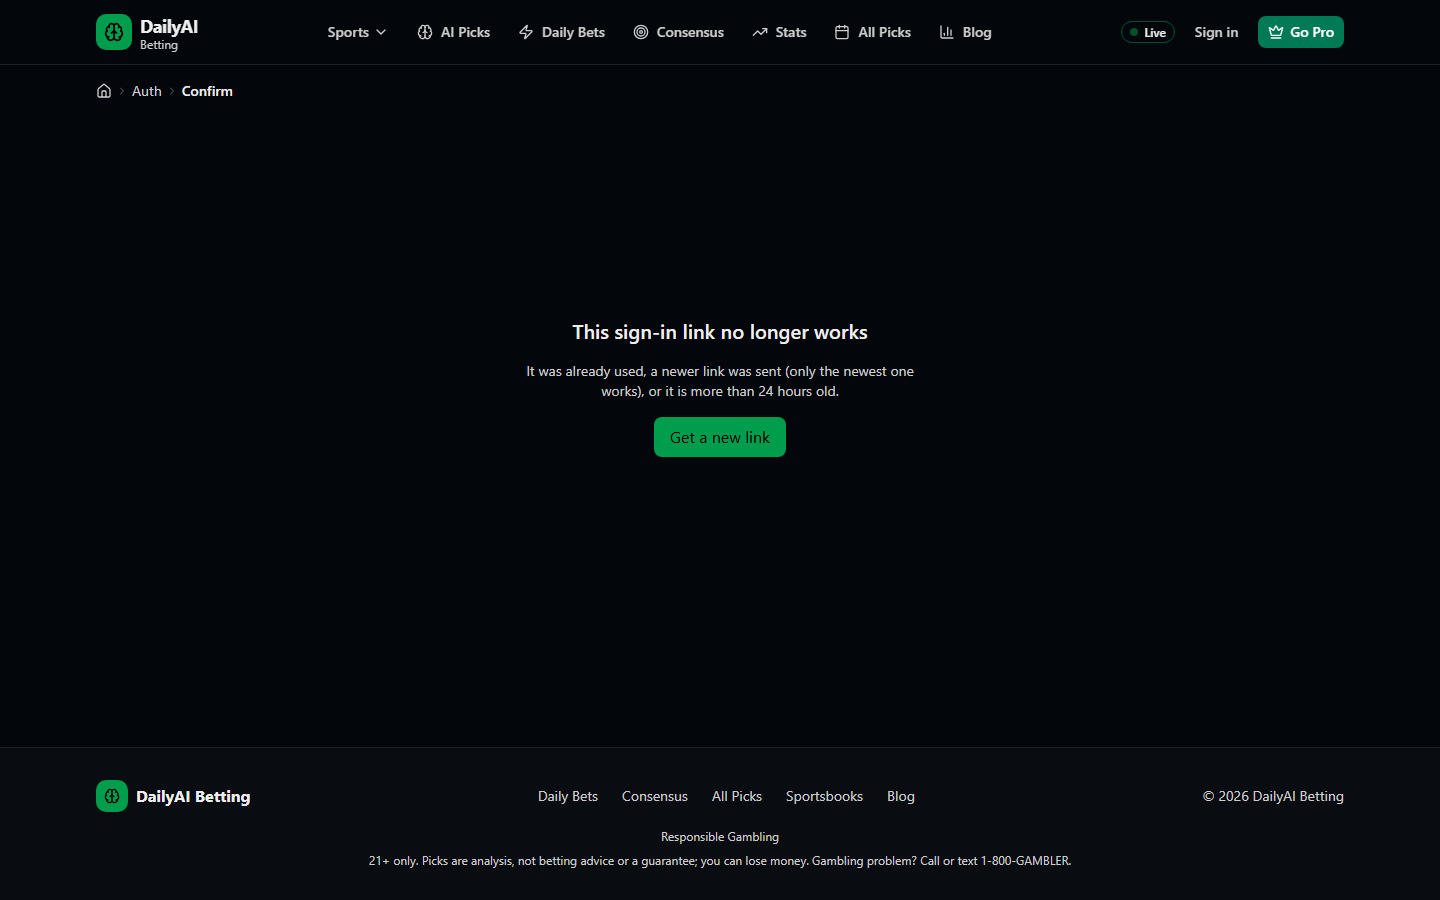 DailyAI
Betting
Sports
AI Picks
Daily Bets
Consensus
Stats
All Picks
Blog
Live
Sign in
Go Pro
Auth
Confirm
This sign-in link no longer works
It was already used, a newer link was sent (only the newest one
works), or it is more than 24 hours old.
Get a new link
DailyAI Betting
Daily Bets
Consensus
All Picks
Sportsbooks
Blog
© 2026 DailyAI Betting
Responsible Gambling
21+ only. Picks are analysis, not betting advice or a guarantee; you can lose money. Gambling problem? Call or text 1-800-GAMBLER.